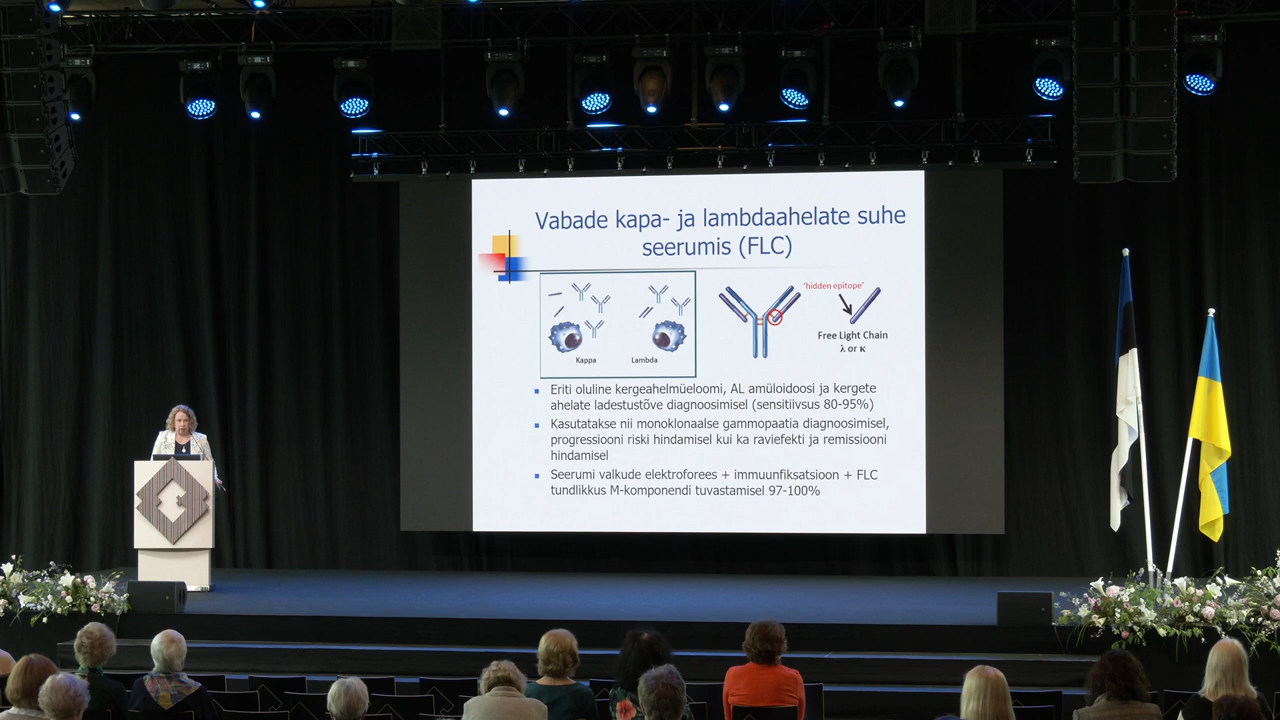 Vabade kapa- ja lambdaahelate suhe
seerumis (FLC)
Kappa
Lambda
'hidden epitope'
Free Light Chain
λ or κ
Eriti oluline kergeahelmüeloomi, AL amüloidoosi ja kergete
ahelate ladestustõve diagnoosimisel (sensitiivsus 80-95%)
Kasutatakse nii monoklonaalse gammopaatia diagnoosimisel,
progressiooni riski hindamisel kui ka raviefekti ja remissiooni
hindamisel
Seerumi valkude elektroforees + immuunfiksatsioon + FLC
tundlikkus M-komponendi tuvastamisel 97-100%